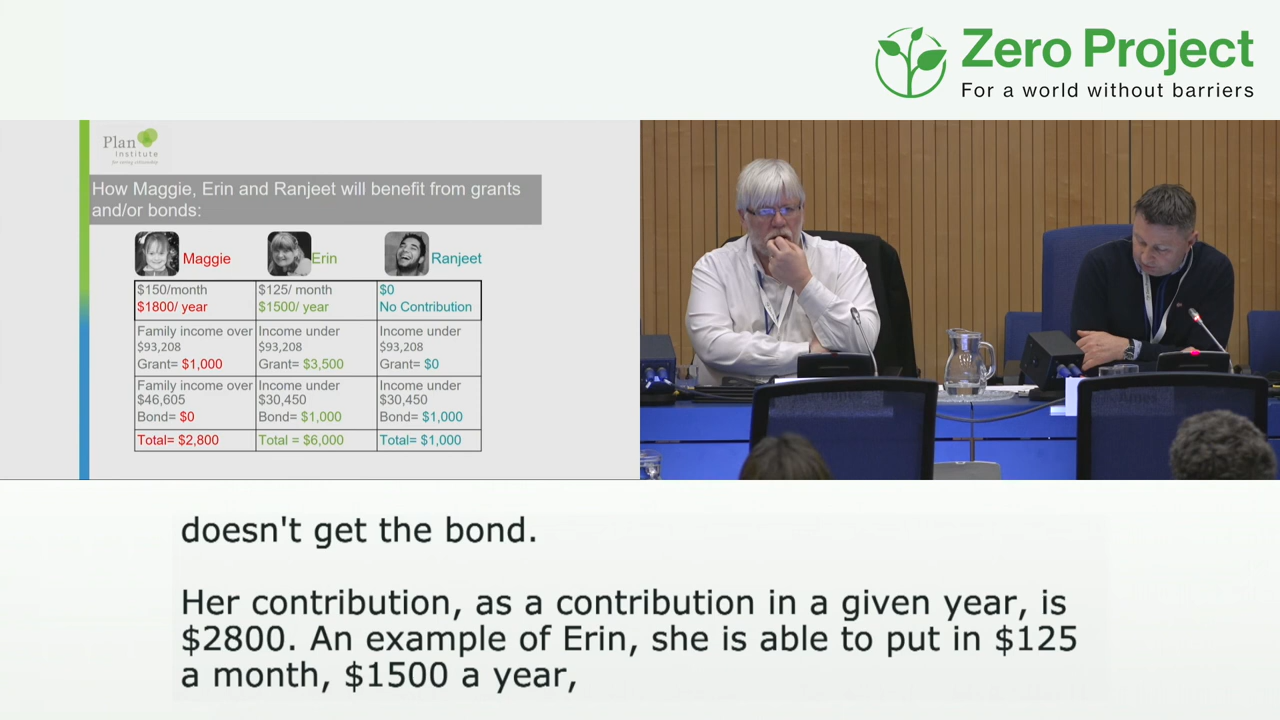 Zero Project
For a world without barriers
Plan
institute
for caring citizenship
How Maggie, Erin and Ranjeet will benefit from grants
and/or bonds:
Maggie
Erin
Ranjeet
$150/month
$1800/ year
$125/ month
$1500/ year
$0
No Contribution
Family income over
$93,208
Grant= $1,000
Income under
$93,208
Grant= $3,500
Income under
$93,208
Grant= $0
Family income over
$46,605
Bond= $0
Income under
$30,450
Bond= $1,000
Income under
$30,450
Bond= $1,000
Total= $2,800
Total = $6,000
Total= $1,000
doesn't get the bond.
Her contribution, as a contribution in a given year, is
$2800. An example of Erin, she is able to put in $125
a month, $1500 a year,